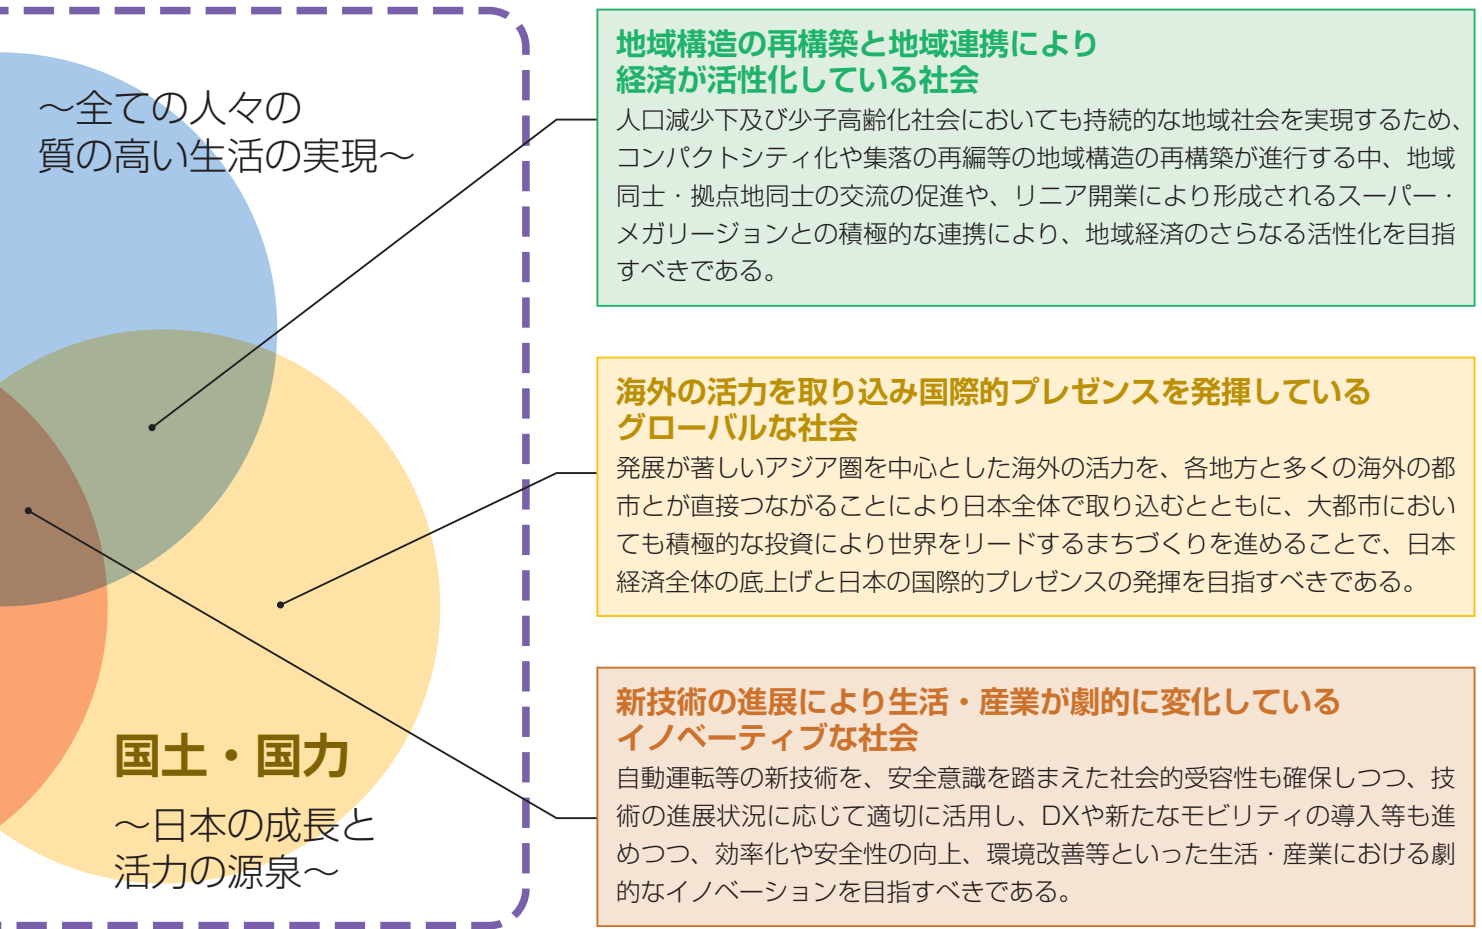 ～全ての人々の
質の高い生活の実現～
国土・国力
～日本の成長と
活力の源泉～
地域構造の再構築と地域連携により
経済が活性化している社会
人口減少下及び少子高齢化社会においても持続的な地域社会を実現するため、
コンパクトシティ化や集落の再編等の地域構造の再構築が進行する中、地域
同士・拠点地同士の交流の促進や、リニア開業により形成されるスーパー・
メガリージョンとの積極的な連携により、地域経済のさらなる活性化を目指
すべきである。
海外の活力を取り込み国際的プレゼンスを発揮している
グローバルな社会
発展が著しいアジア圏を中心とした海外の活力を、各地方と多くの海外の都
市とが直接つながることにより日本全体で取り込むとともに、大都市におい
ても積極的な投資により世界をリードするまちづくりを進めることで、日本
経済全体の底上げと日本の国際的プレゼンスの発揮を目指すべきである。
新技術の進展により生活・産業が劇的に変化している
イノベーティブな社会
自動運転等の新技術を、安全意識を踏まえた社会的受容性も確保しつつ、技
術の進展状況に応じて適切に活用し、DXや新たなモビリティの導入等も進
めつつ、効率化や安全性の向上、環境改善等といった生活・産業における劇
的なイノベーションを目指すべきである。